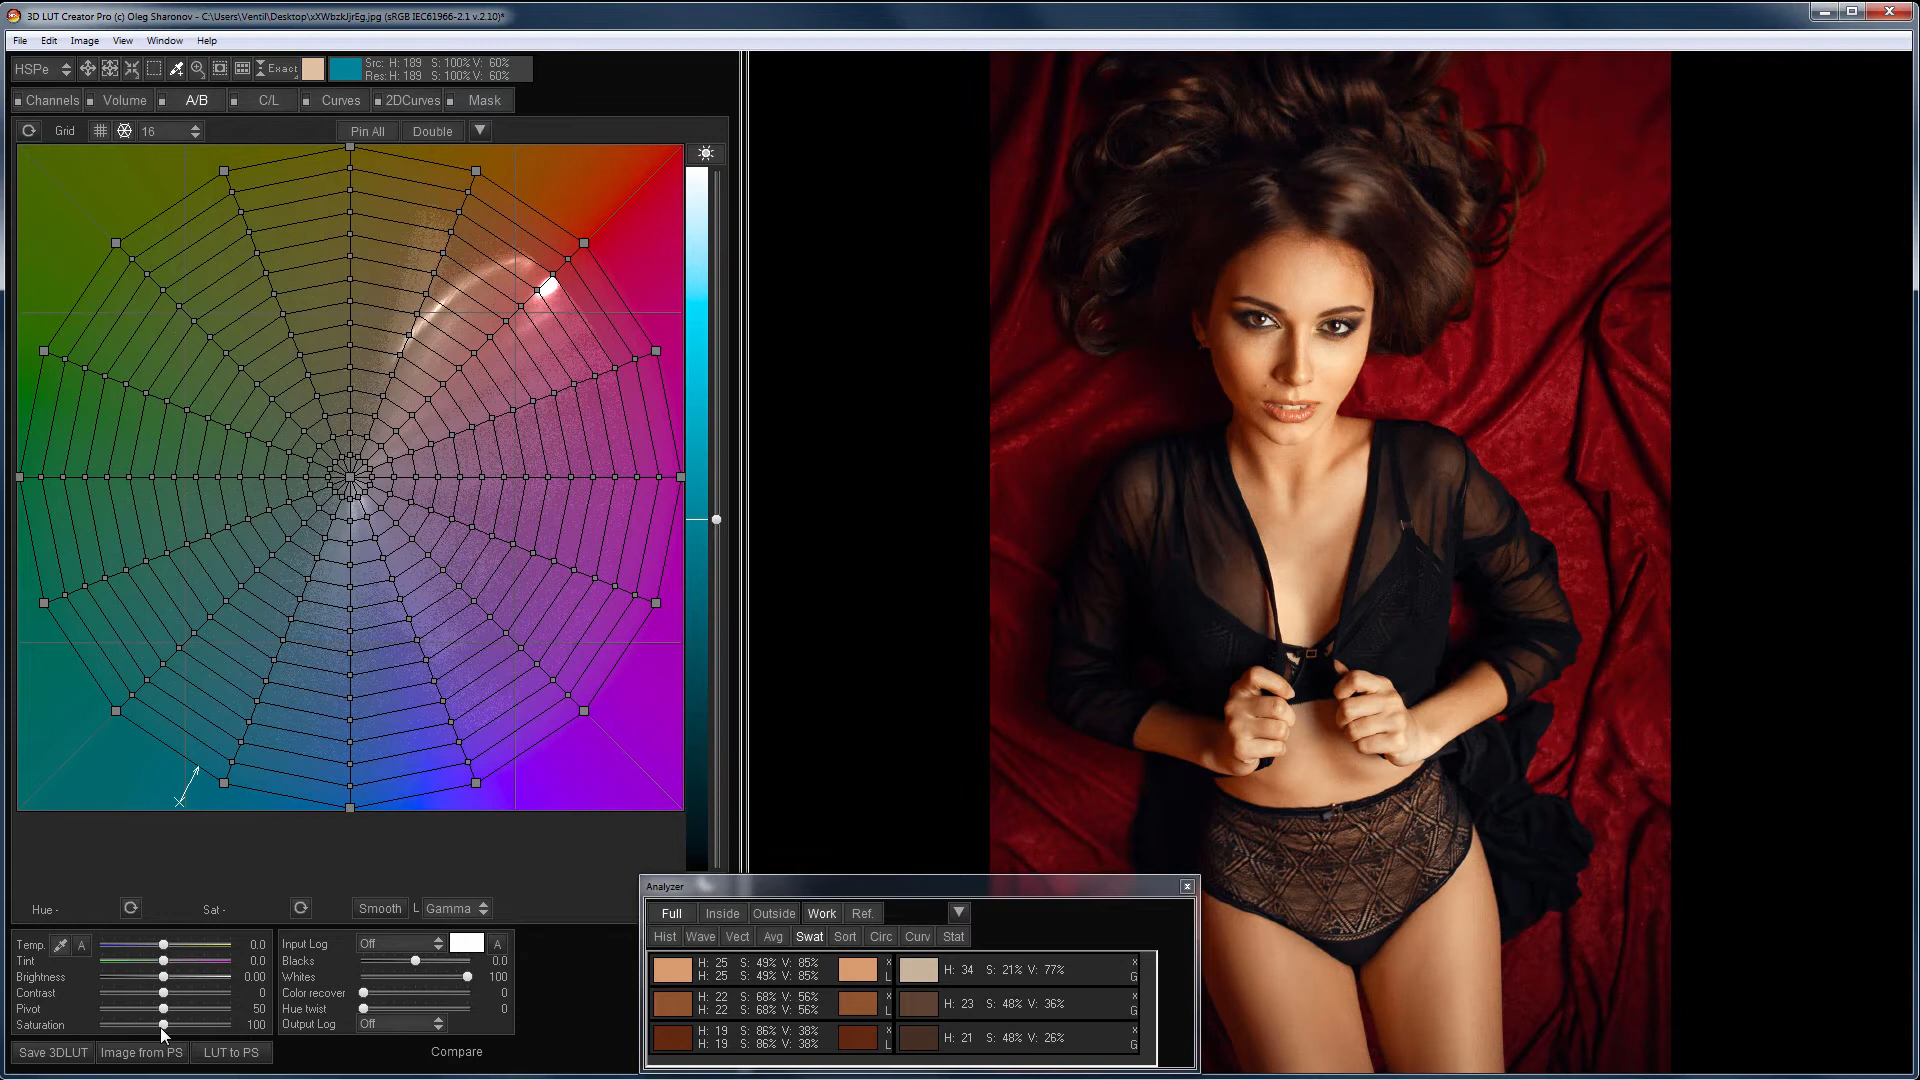 3D LUT Creator Pro (c) Oleg Sharonov - C:\Users\Ventil\Desktop\xXWbzkJjrEg.jpg (sRGB IEC61966-2.1 v.2.10)*
File Edit Image View Window Help
HSPe Exact Src: H: 189 S: 100% V: 60%
Res: H: 189 S: 100% V: 60%
Channels Volume A/B C/L Curves 2DCurves Mask
Grid 16 Pin All Double
Hue - Sat - Smooth L Gamma
Temp. A 0.0
Tint 0.0
Brightness 0.00
Contrast 0
Pivot 50
Saturation 100
Input Log Off A
Blacks 0.0
Whites 100
Color recover 0
Hue twist 0
Output Log Off
Save 3DLUT Image from PS LUT to PS Compare
Analyzer
Full Inside Outside Work Ref.
Hist Wave Vect Avg Swat Sort Circ Curv Stat
H: 25 S: 49% V: 85% x
H: 25 S: 49% V: 85% L
H: 34 S: 21% V: 77% x
G
H: 22 S: 68% V: 56% x
H: 22 S: 68% V: 56% L
H: 23 S: 48% V: 36% x
G
H: 19 S: 86% V: 38% x
H: 19 S: 86% V: 38% L
H: 21 S: 48% V: 26% x
G